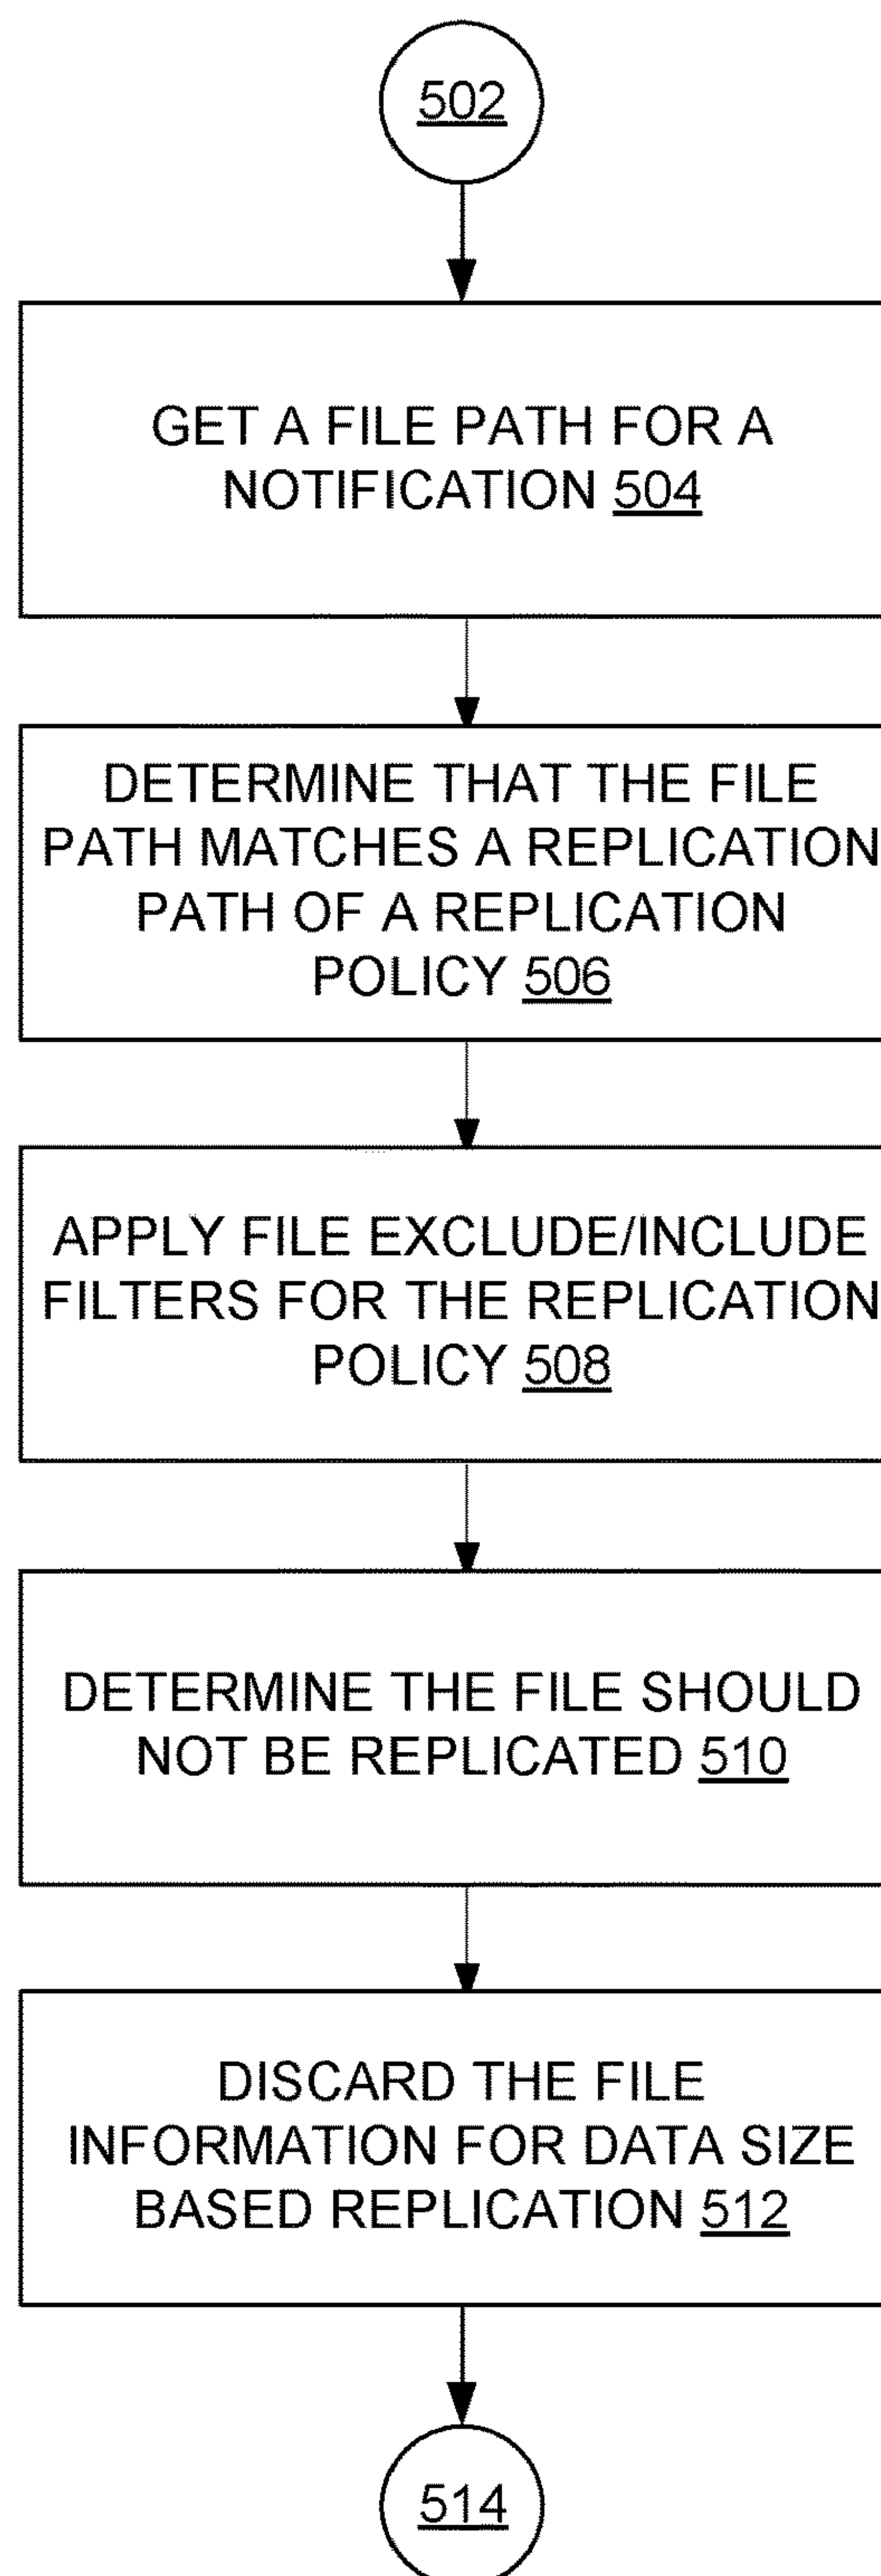 502
GET A FILE PATH FOR A
NOTIFICATION 504
DETERMINE THAT THE FILE
PATH MATCHES A REPLICATION
PATH OF A REPLICATION
POLICY 506
APPLY FILE EXCLUDE/INCLUDE
FILTERS FOR THE REPLICATION
POLICY 508
DETERMINE THE FILE SHOULD
NOT BE REPLICATED 510
DISCARD THE FILE
INFORMATION FOR DATA SIZE
BASED REPLICATION 512
514